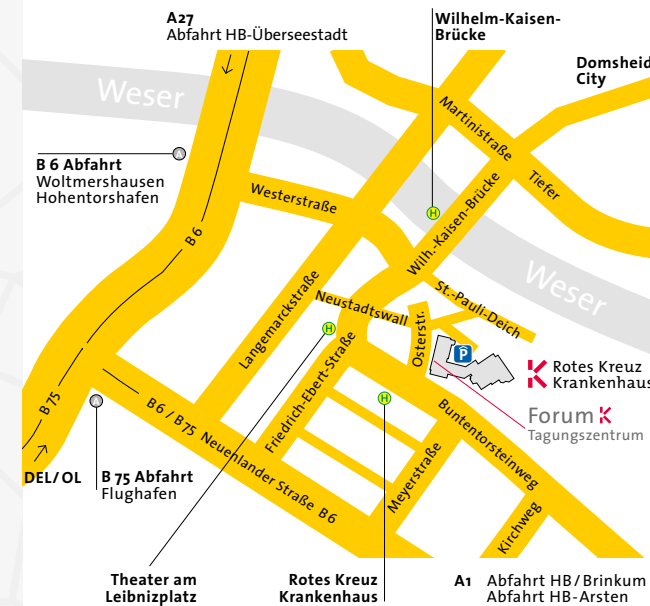 A27
Abfahrt HB-Überseestadt
Wilhelm-Kaisen-
Brücke
Domsheid
City
Weser
Martinistraße
Tiefer
B 6 Abfahrt
Woltmershausen
Hohentorshafen
A
Westerstraße
H
Wilh.-Kaisen-Brücke
B 6
Weser
St.-Pauli-Deich
Neustadtswall
Langemarckstraße
Osterstr.
H
P
Friedrich-Ebert-Straße
Rotes Kreuz
Krankenhaus
H
Forum K
Tagungszentrum
B 75
A
B6 / B75 Neuenlander Straße B 6
Buntentorsteinweg
Meyerstraße
Kirchweg
DEL/OL
B 75 Abfahrt
Flughafen
Theater am
Leibnizplatz
Rotes Kreuz
Krankenhaus
A1 Abfahrt HB/Brinkum
Abfahrt HB-Arsten